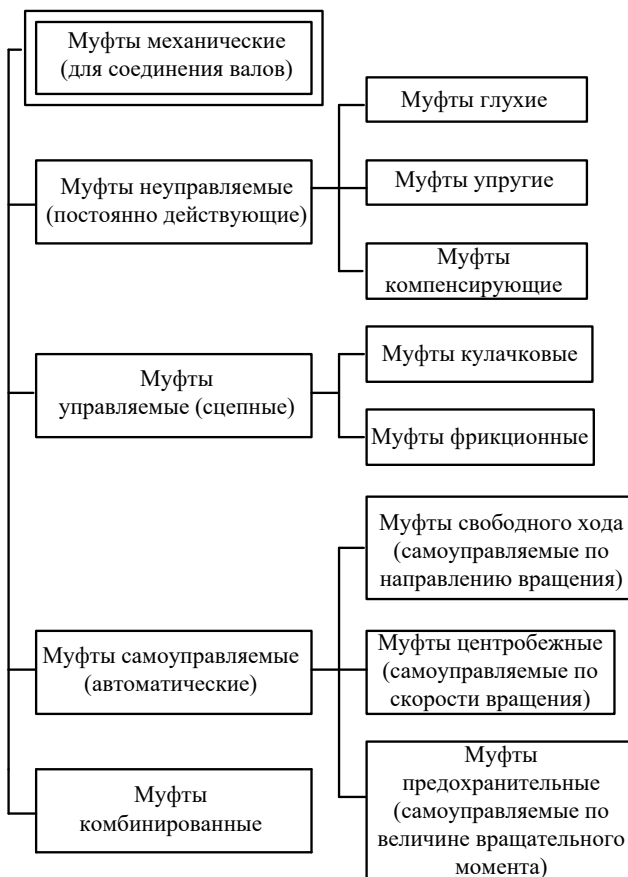 Муфты механические
(для соединения валов)
Муфты неуправляемые
(постоянно действующие)
Муфты глухие
Муфты упругие
Муфты
компенсирующие
Муфты
управляемые (сцепные)
Муфты кулачковые
Муфты фрикционные
Муфты самоуправляемые
(автоматические)
Муфты свободного хода
(самоуправляемые по
направлению вращения)
Муфты центробежные
(самоуправляемые по
скорости вращения)
Муфты
предохранительные
(самоуправляемые по
величине вращательного
момента)
Муфты
комбинированные